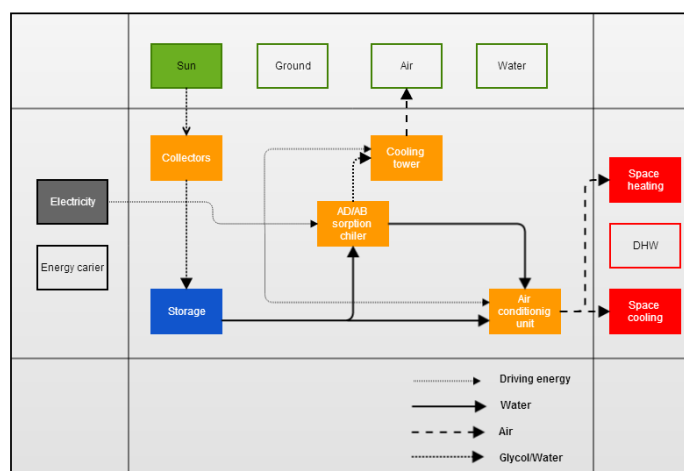 Sun
Ground
Air
Water
Collectors
Cooling
tower
Space
heating
Electricity
AD/AB
sorption
chiler
DHW
Energy carier
Storage
Air
conditionig
unit
Space
cooling
Driving energy
Water
Air
Glycol/Water